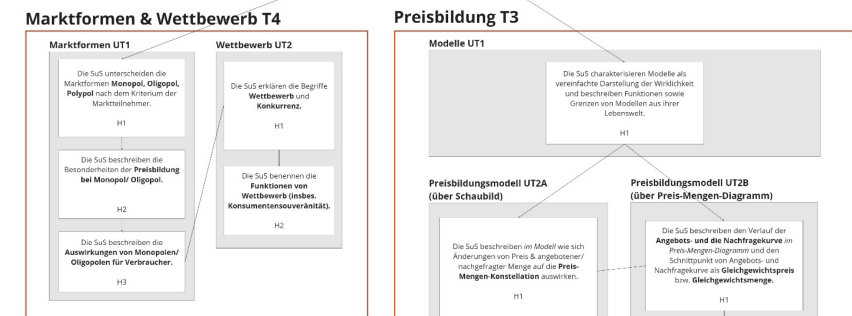 Marktformen & Wettbewerb T4
Marktformen UT1
Die SuS unterscheiden die
Marktformen Monopol, Oligopol,
Polypol nach dem Kriterium der
Marktteilnehmer.
H1
Die SuS beschreiben die
Besonderheiten der Preisbildung
bei Monopol/ Oligopol.
H2
Die SuS beschreiben die
Auswirkungen von Monopolen/
Oligopolen für Verbraucher.
H3
Wettbewerb UT2
Die SuS erklären die Begriffe
Wettbewerb und
Konkurrenz.
H1
Die SuS benennen die
Funktionen von
Wettbewerb (insbes.
Konsumentensouveränität).
H2
Preisbildung T3
Modelle UT1
Die SuS charakterisieren Modelle als
vereinfachte Darstellung der Wirklichkeit
und beschreiben Funktionen sowie
Grenzen von Modellen aus ihrer
Lebenswelt.
H1
Preisbildungsmodell UT2A
(über Schaubild)
Die SuS beschreiben im Modell wie sich
Änderungen von Preis & angebotener/
nachgefragter Menge auf die Preis-
Mengen-Konstellation auswirken.
H1
Preisbildungsmodell UT2B
(über Preis-Mengen-Diagramm)
Die SuS beschreiben den Verlauf der
Angebots- und die Nachfragekurve im
Preis-Mengen-Diagramm und den
Schnittpunkt von Angebots- und
Nachfragekurve als Gleichgewichtspreis
bzw. Gleichgewichtsmenge.
H1